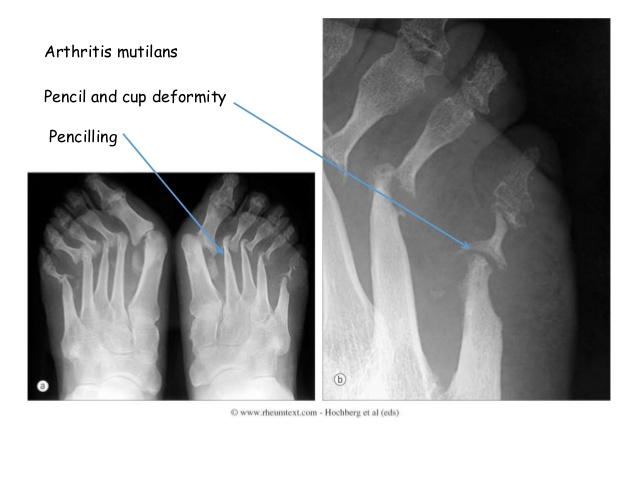 Arthritis mutilans
Pencil and cup deformity
Pencilling
a
b
© www.rheumtext.com - Hochberg et al (eds)